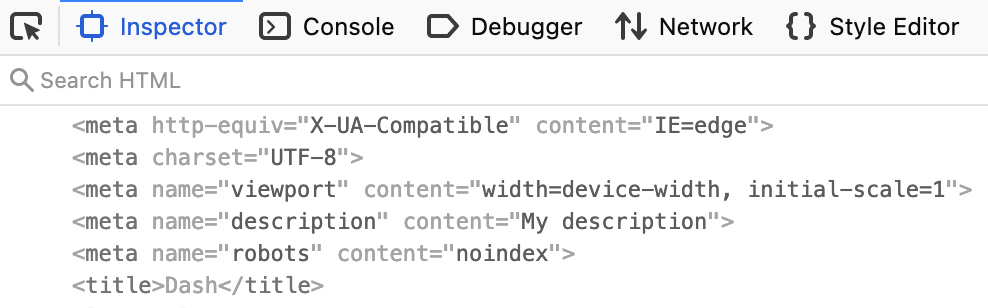 Inspector Console Debugger Network Style Editor
Search HTML
<meta http-equiv="X-UA-Compatible" content="IE=edge">
<meta charset="UTF-8">
<meta name="viewport" content="width=device-width, initial-scale=1">
<meta name="description" content="My description">
<meta name="robots" content="noindex">
<title>Dash</title>